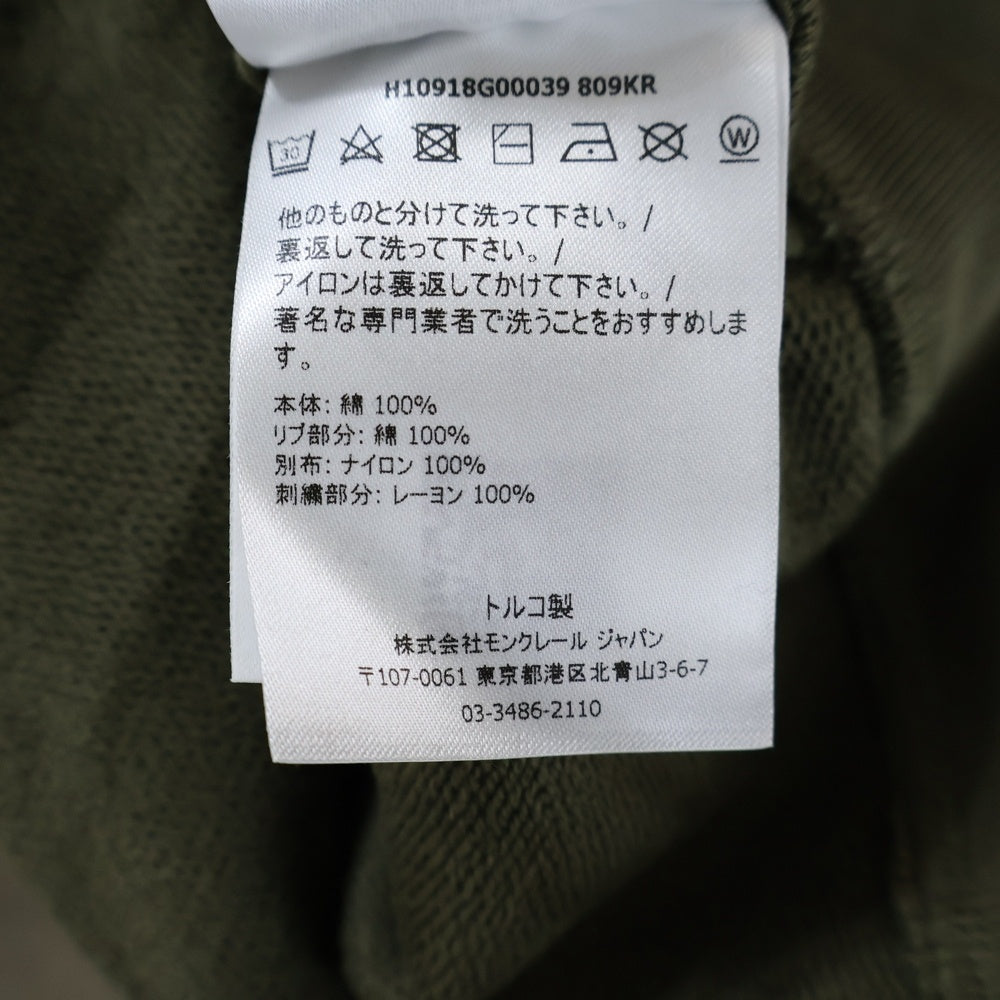 H10918G00039 809KR
30 W
他のものと分けて洗って下さい。/
裏返して洗って下さい。/
アイロンは裏返してかけて下さい。/
著名な専門業者で洗うことをおすすめしま
す。
本体: 綿 100%
リブ部分: 綿 100%
別布: ナイロン 100%
刺繍部分: レーヨン 100%
トルコ製
株式会社モンクレール ジャパン
〒107-0061 東京都港区北青山3-6-7
03-3486-2110